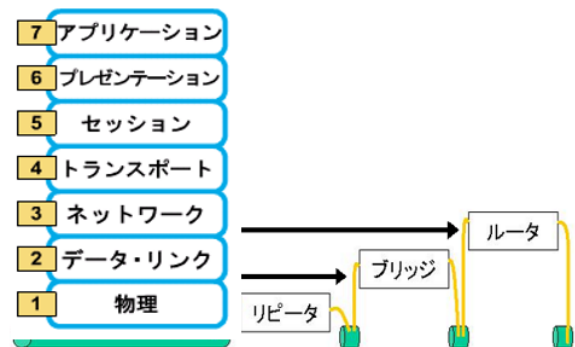 7 アプリケーション
6 プレゼンテーション
5 セッション
4 トランスポート
3 ネットワーク
ルータ
2 データ・リンク
ブリッジ
1 物理
リピータ